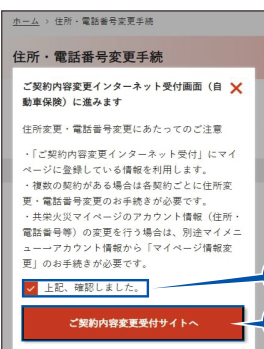 ホーム > 住所・電話番号変更手続
住所・電話番号変更手続
ご契約内容変更インターネット受付画面（自
動車保険）に進みます
住所変更・電話番号変更にあたってのご注意
・「ご契約内容変更インターネット受付」にマイ
ページに登録している情報を利用します。
・複数の契約がある場合は各契約ごとに住所変
更・電話番号変更のお手続きが必要です。
・共栄火災マイページのアカウント情報（住所・
電話番号等）の変更を行う場合は、別途マイメニ
ュー→アカウント情報から「マイページ情報変
更」のお手続きが必要です。
上記、確認しました。
ご契約内容変更受付サイトへ